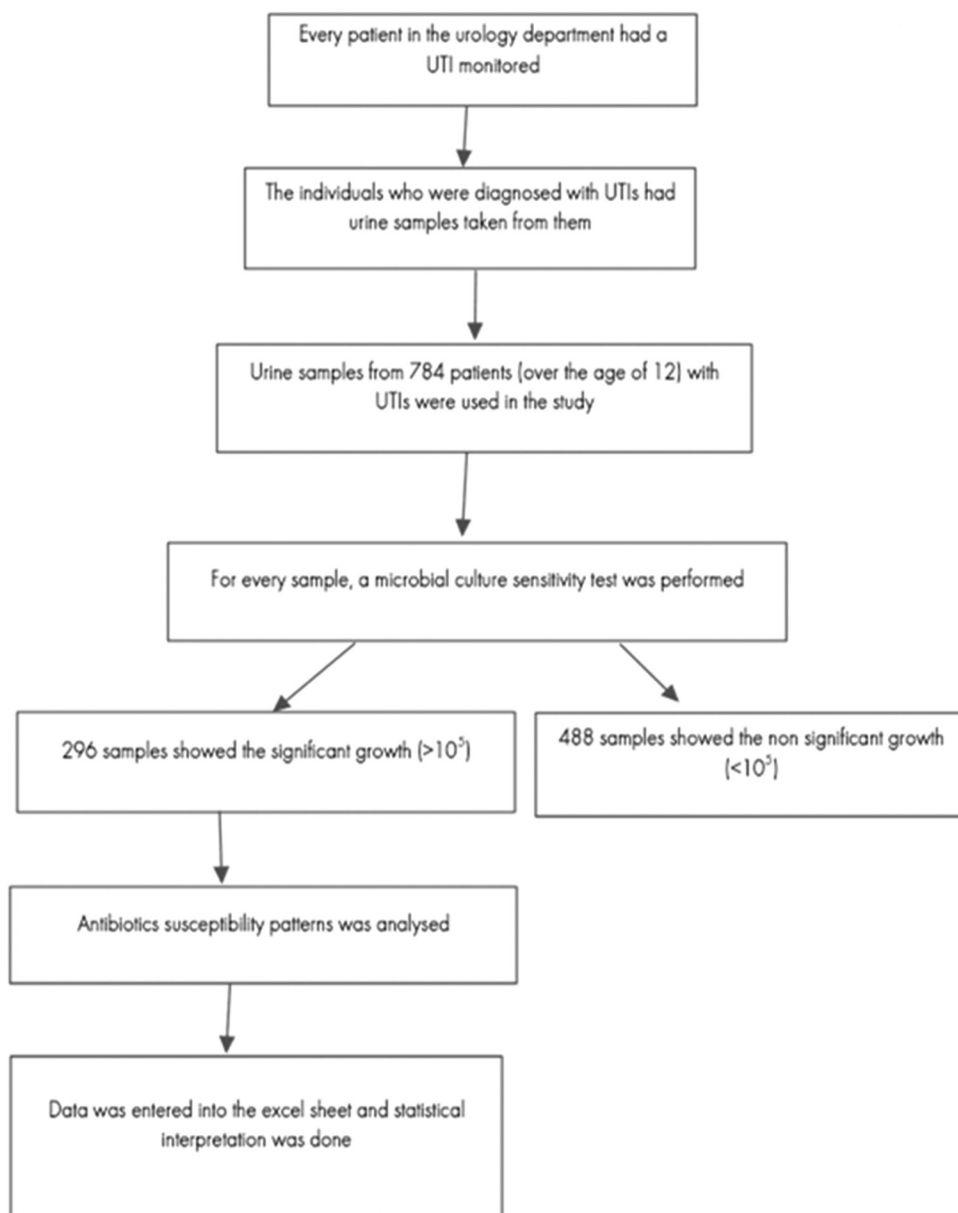 Every patient in the urology department had a
UTI monitored
The individuals who were diagnosed with UTIs had
urine samples taken from them
Urine samples from 784 patients (over the age of 12) with
UTIs were used in the study
For every sample, a microbial culture sensitivity test was performed
296 samples showed the significant growth (>10⁵)
488 samples showed the non significant growth
(<10⁵)
Antibiotics susceptibility patterns was analysed
Data was entered into the excel sheet and statistical
interpretation was done